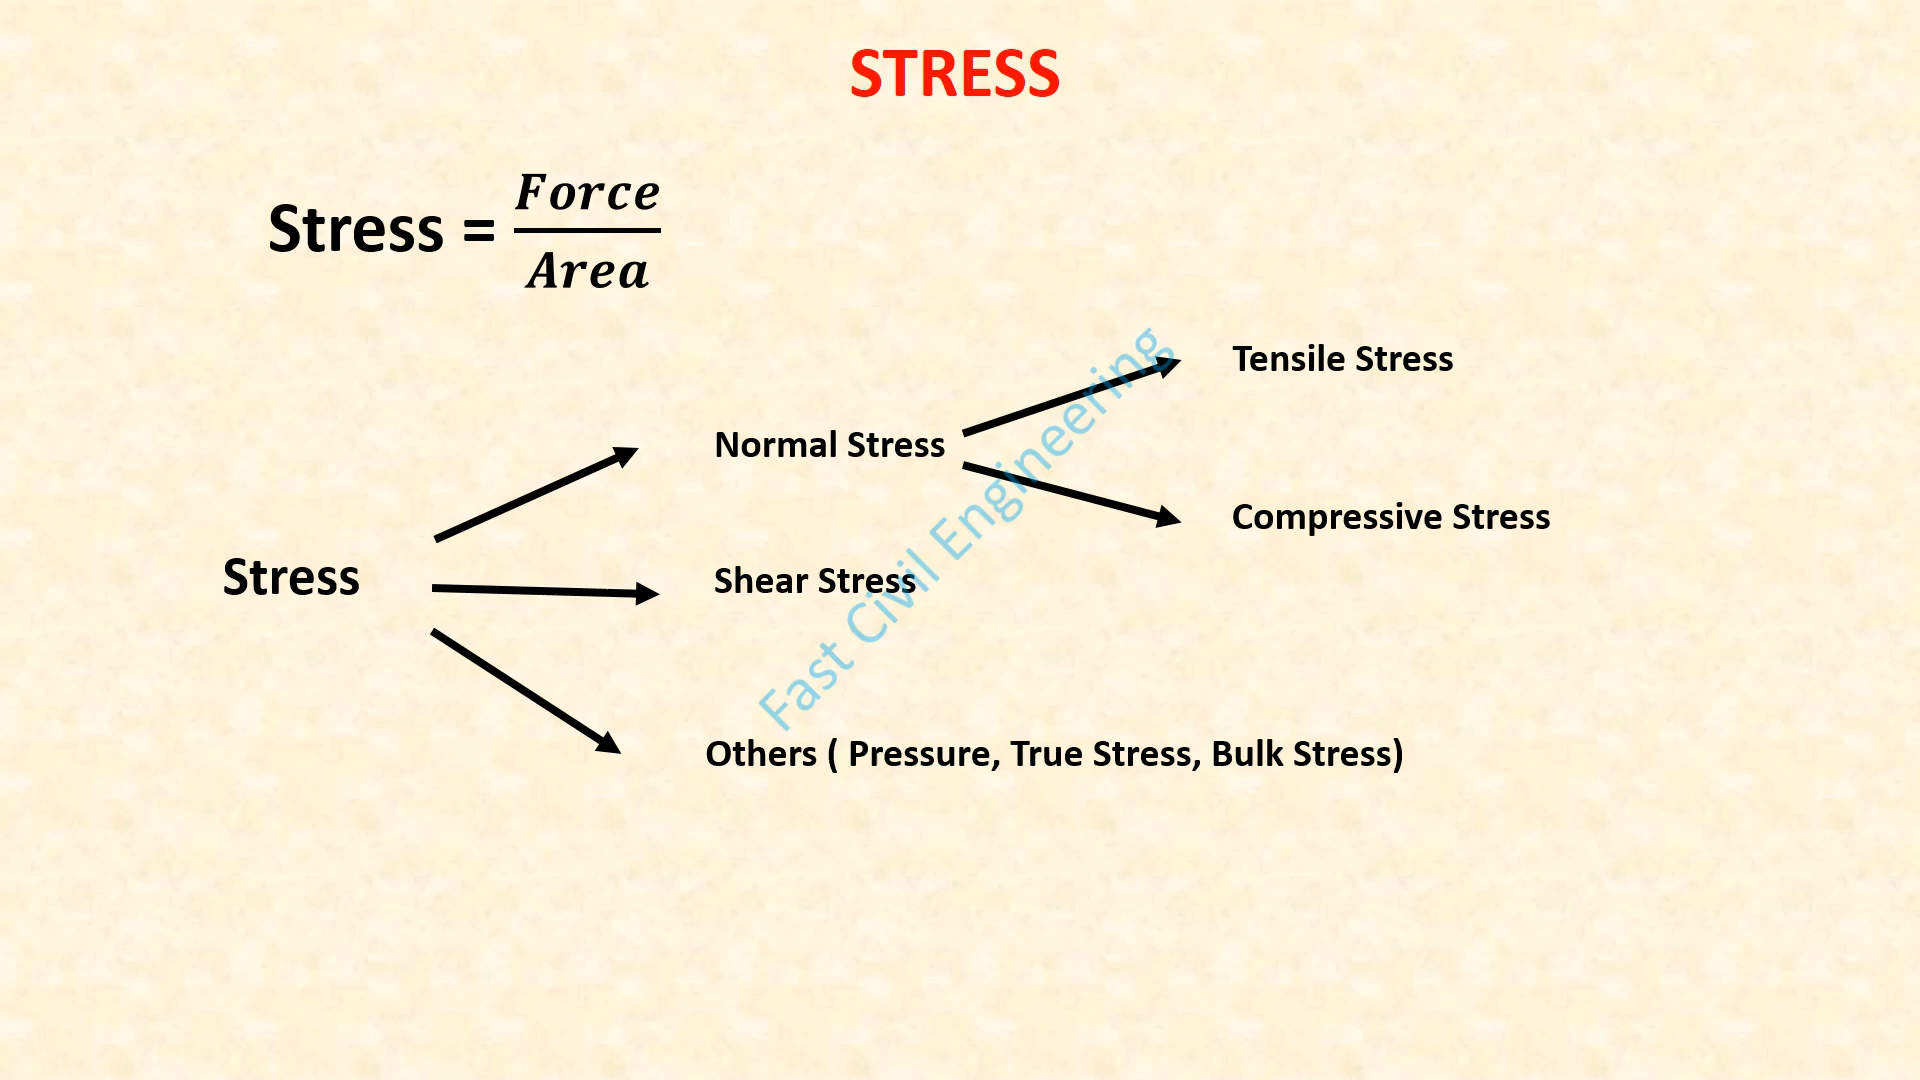 STRESS
Stress = Force
Area
Tensile Stress
Normal Stress
Compressive Stress
Stress
Shear Stress
Others ( Pressure, True Stress, Bulk Stress)
Fast Civil Engineering